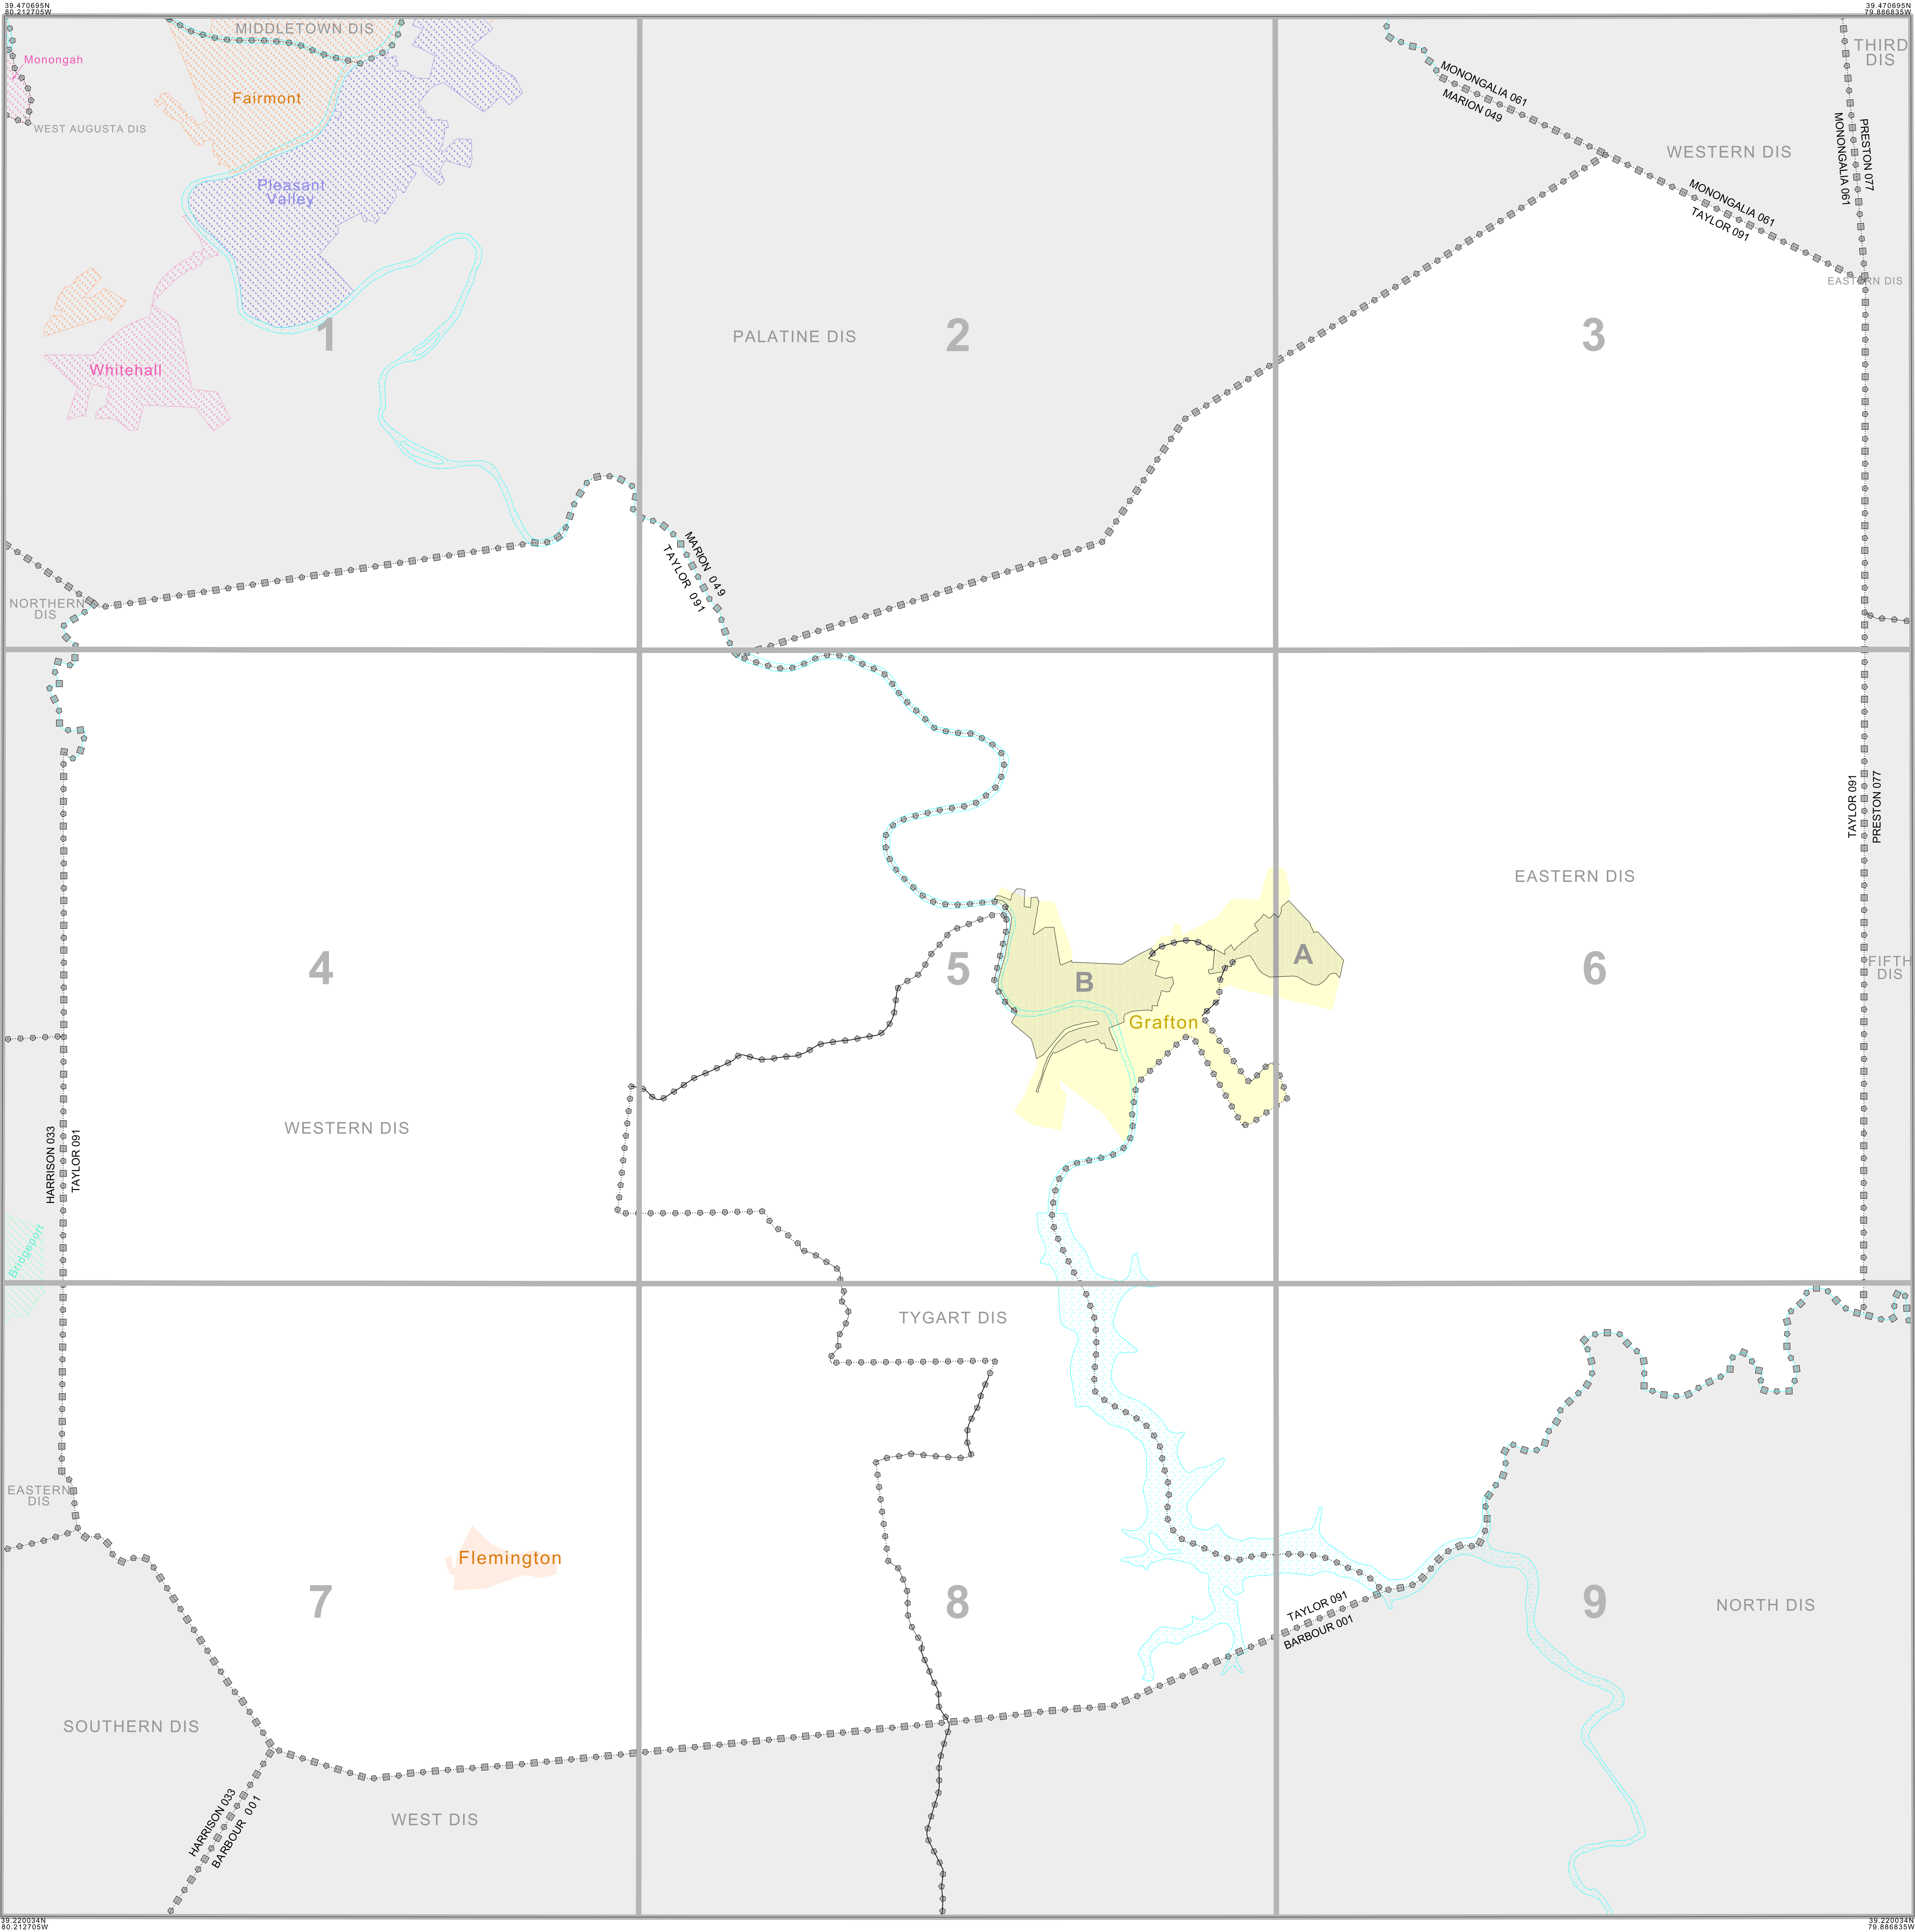 39.470695N
80.212705W
39.470695N
79.886835W
MIDDLETOWN DIS
THIRD
DIS
Monongah
Fairmont
WEST AUGUSTA DIS
MONONGALIA 061
MARION 049
PRESTON 077
MONONGALIA 061
WESTERN DIS
Pleasant
Valley
MONONGALIA 061
TAYLOR 091
EASTERN DIS
1
PALATINE DIS
2
3
Whitehall
MARION 049
TAYLOR 091
NORTHERN
DIS
TAYLOR 091
PRESTON 077
EASTERN DIS
4
5
B
A
6
FIFTH
DIS
Grafton
WESTERN DIS
HARRISON 033
TAYLOR 091
Bridgeport
TYGART DIS
EASTERN
DIS
Flemington
7
8
TAYLOR 091
BARBOUR 001
9
NORTH DIS
SOUTHERN DIS
HARRISON 033
BARBOUR 001
WEST DIS
39.220034N
80.212705W
39.220034N
79.886835W